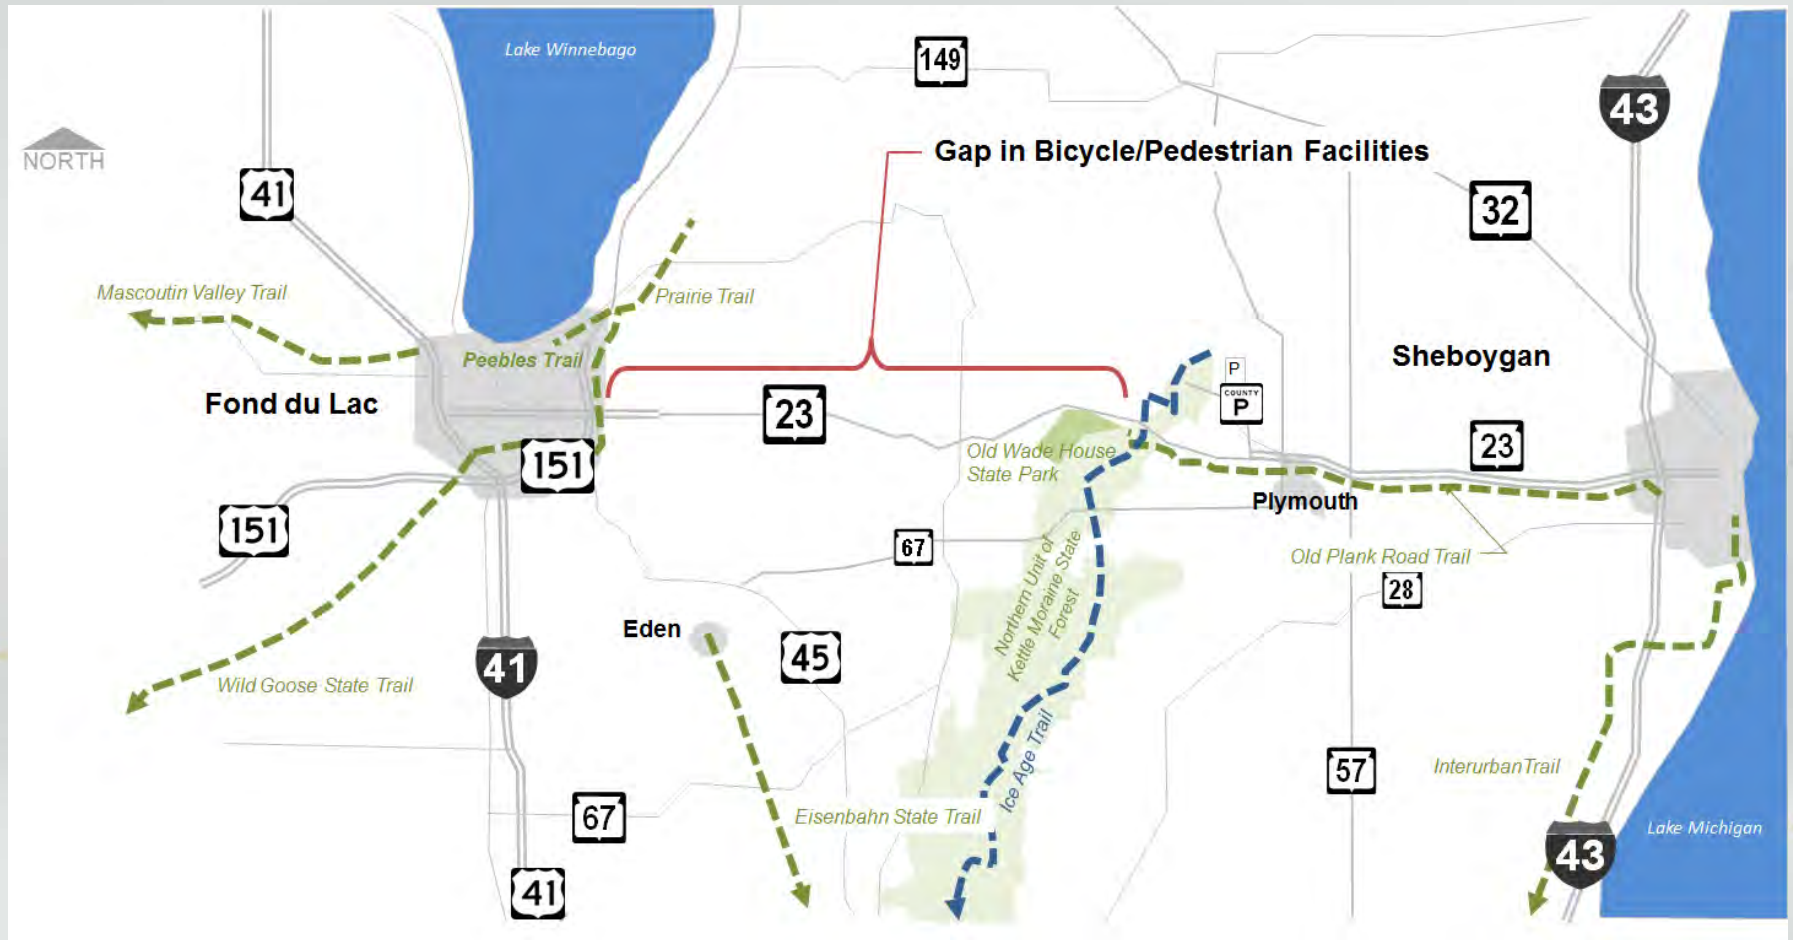 Lake Winnebago
149
43
NORTH
Gap in Bicycle/Pedestrian Facilities
41
32
Mascoutin Valley Trail
Prairie Trail
Peebles Trail
Sheboygan
P
COUNTY
P
Fond du Lac
23
23
Old Wade House
State Park
151
Plymouth
151
67
Old Plank Road Trail
28
Northern Unit of
Kettle Moraine State
Forest
Eden
45
41
Wild Goose State Trail
Ice Age Trail
57
Interurban Trail
67
Eisenbahn State Trail
Lake Michigan
43
41